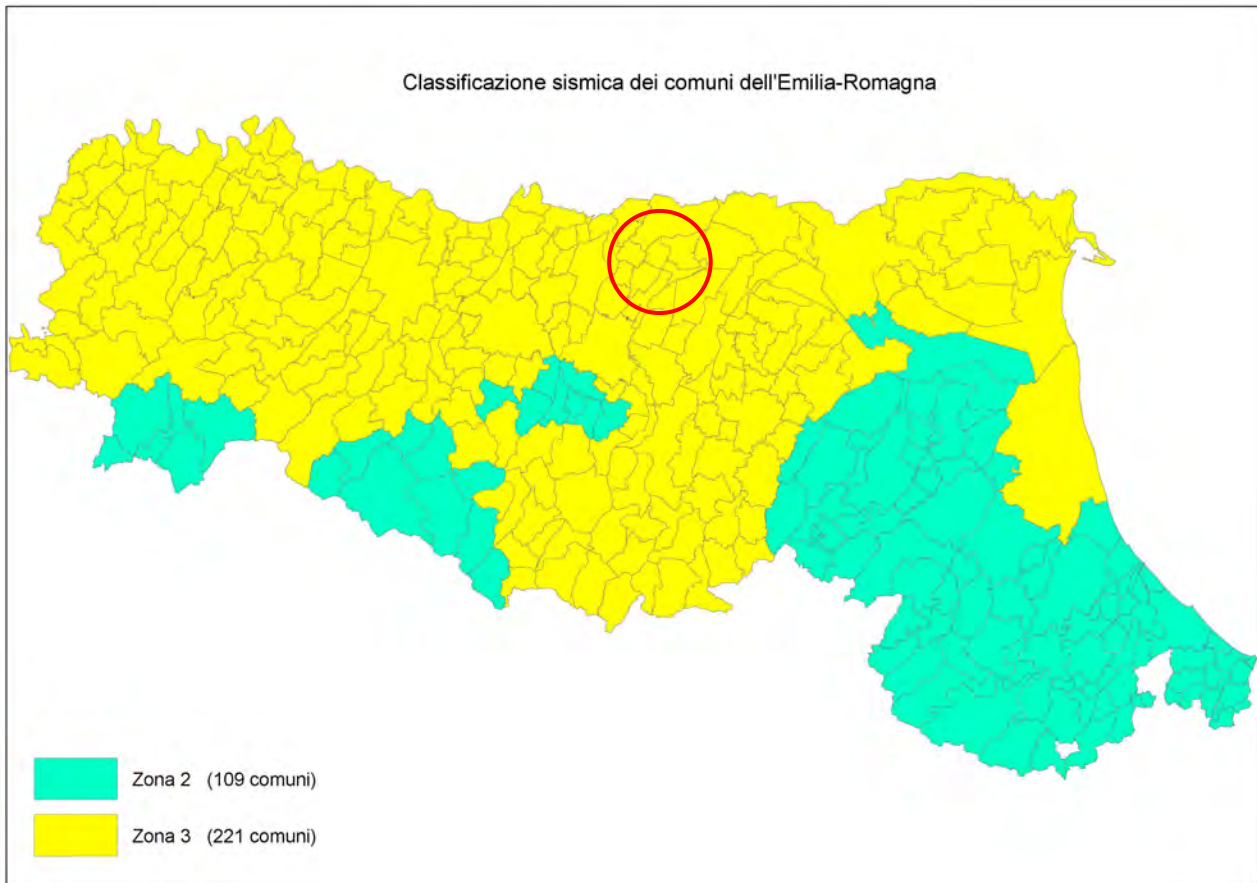 Classificazione sismica dei comuni dell'Emilia-Romagna
Zona 2 (109 comuni)
Zona 3 (221 comuni)